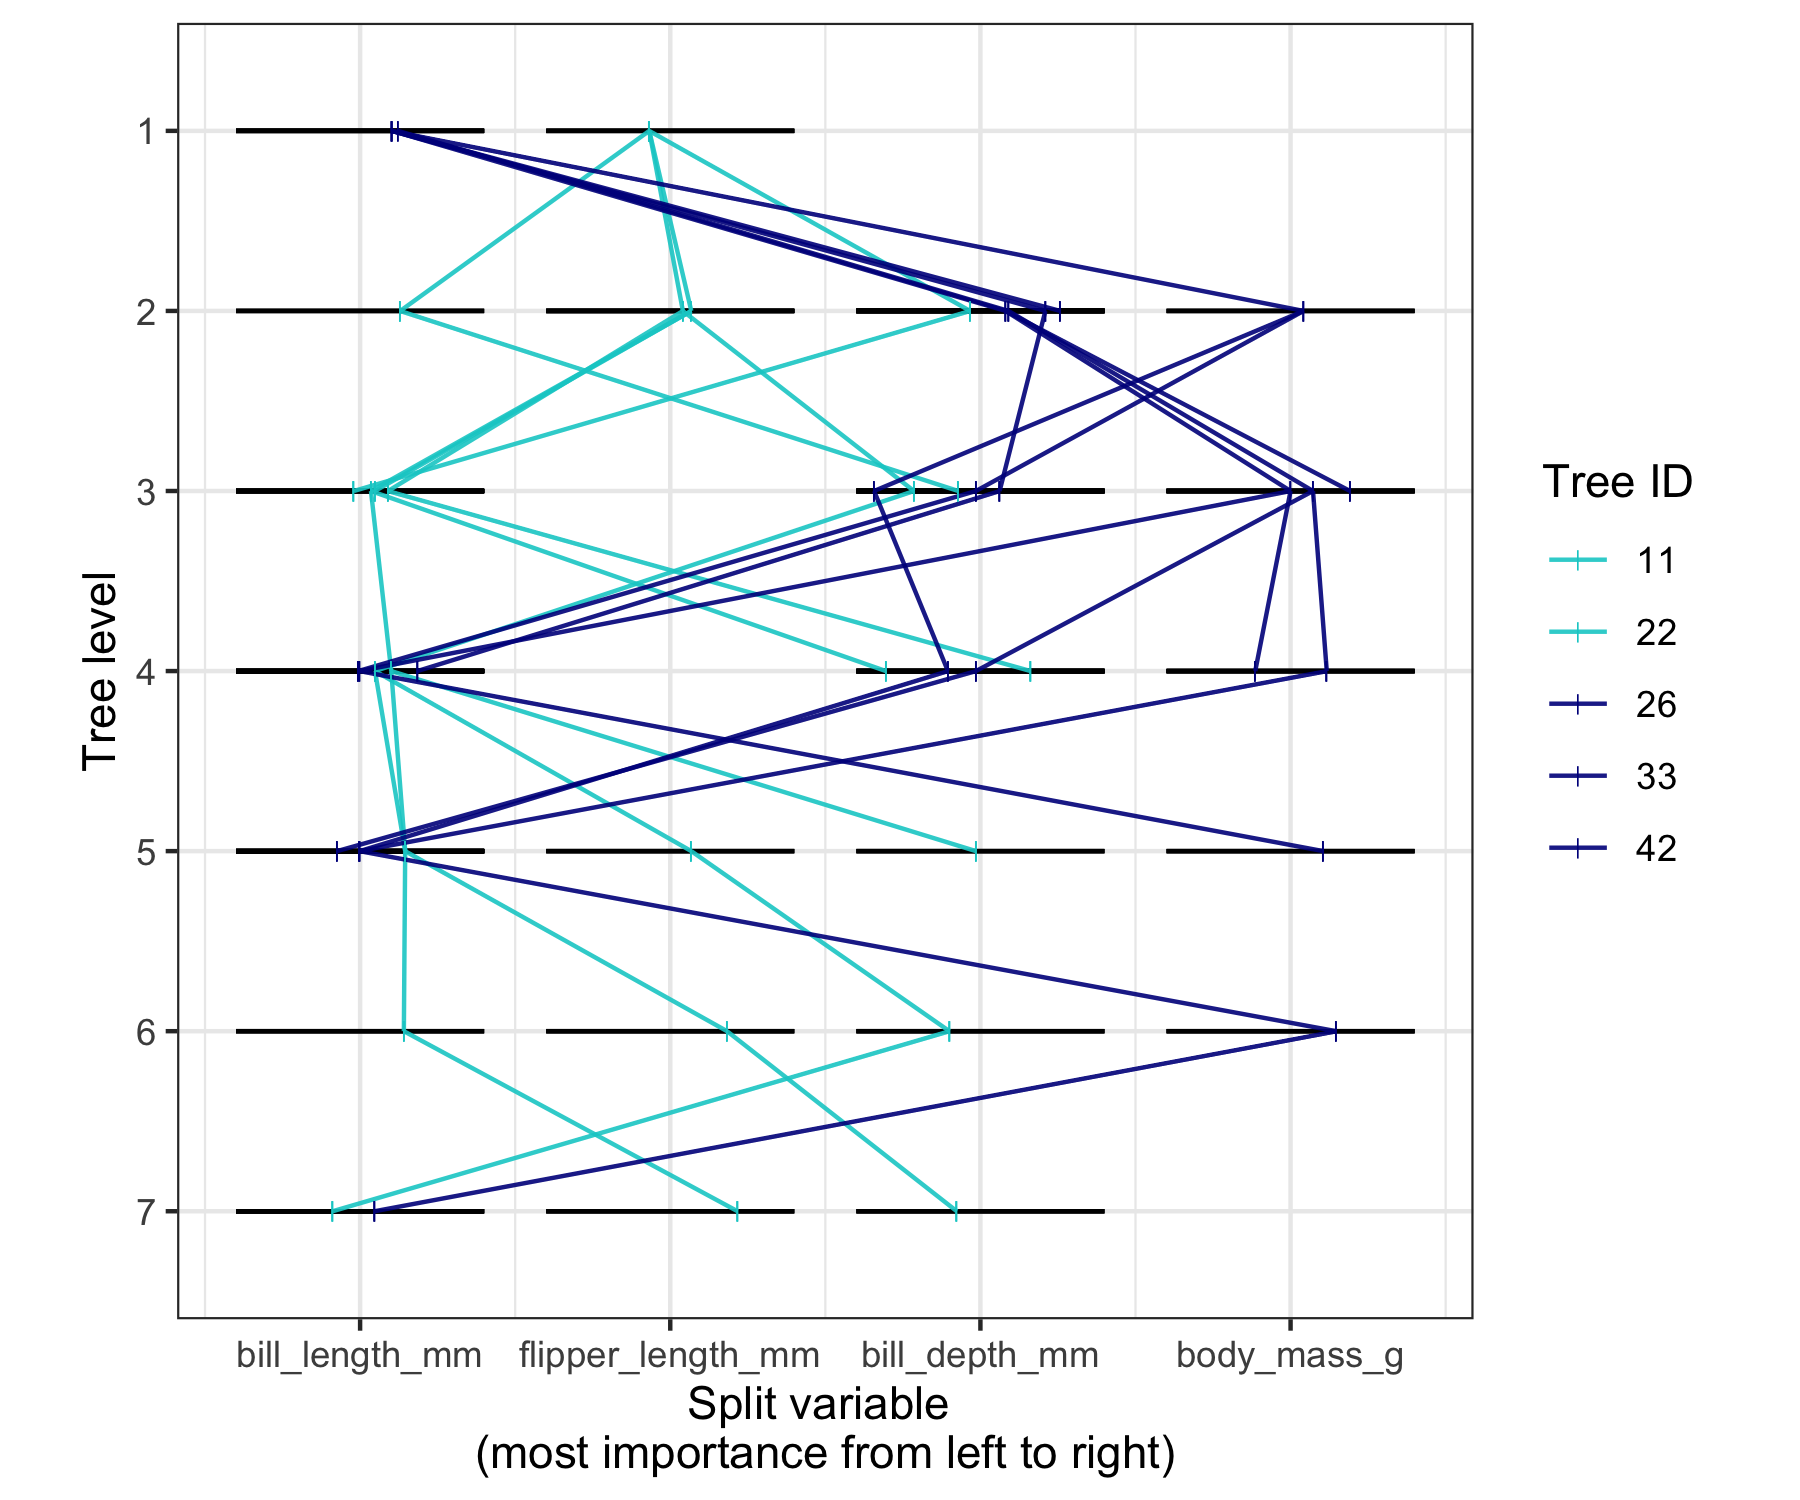 1
2
3
4
5
6
7
Tree level
bill_length_mm flipper_length_mm bill_depth_mm body_mass_g
Split variable
(most importance from left to right)
Tree ID
11
22
26
33
42